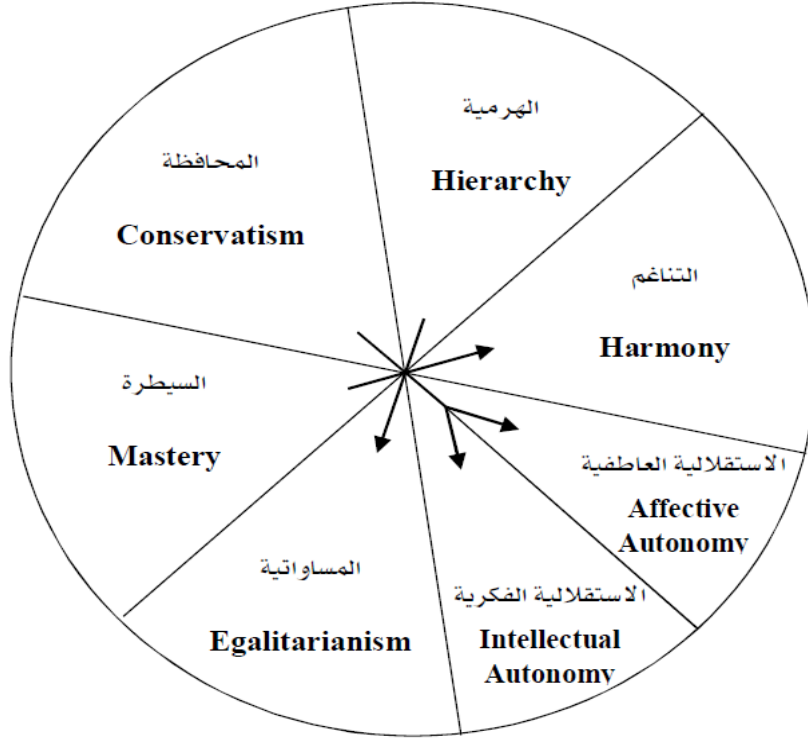 الهرمية
Hierarchy
المحافظة
Conservatism
التناغم
Harmony
السيطرة
Mastery
الاستقلالية العاطفية
Affective
Autonomy
المساواتية
Egalitarianism
الاستقلالية الفكرية
Intellectual
Autonomy